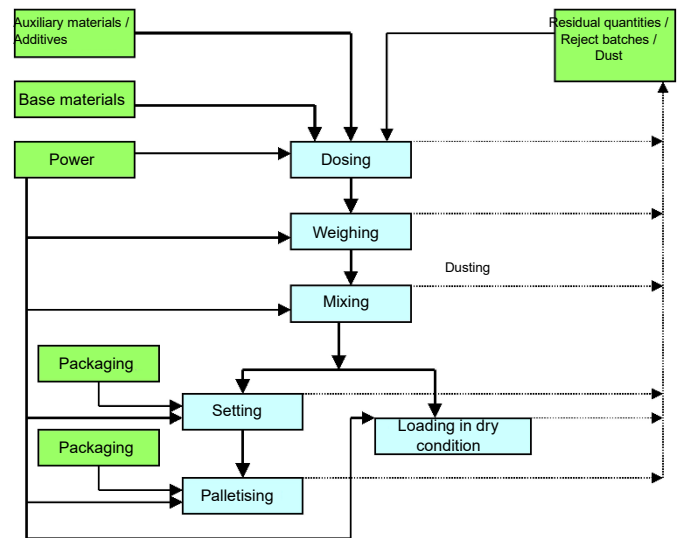 Auxiliary materials /
Additives
Residual quantities /
Reject batches /
Dust
Base materials
Power
Dosing
Weighing
Dusting
Mixing
Packaging
Setting
Loading in dry
condition
Packaging
Palletising